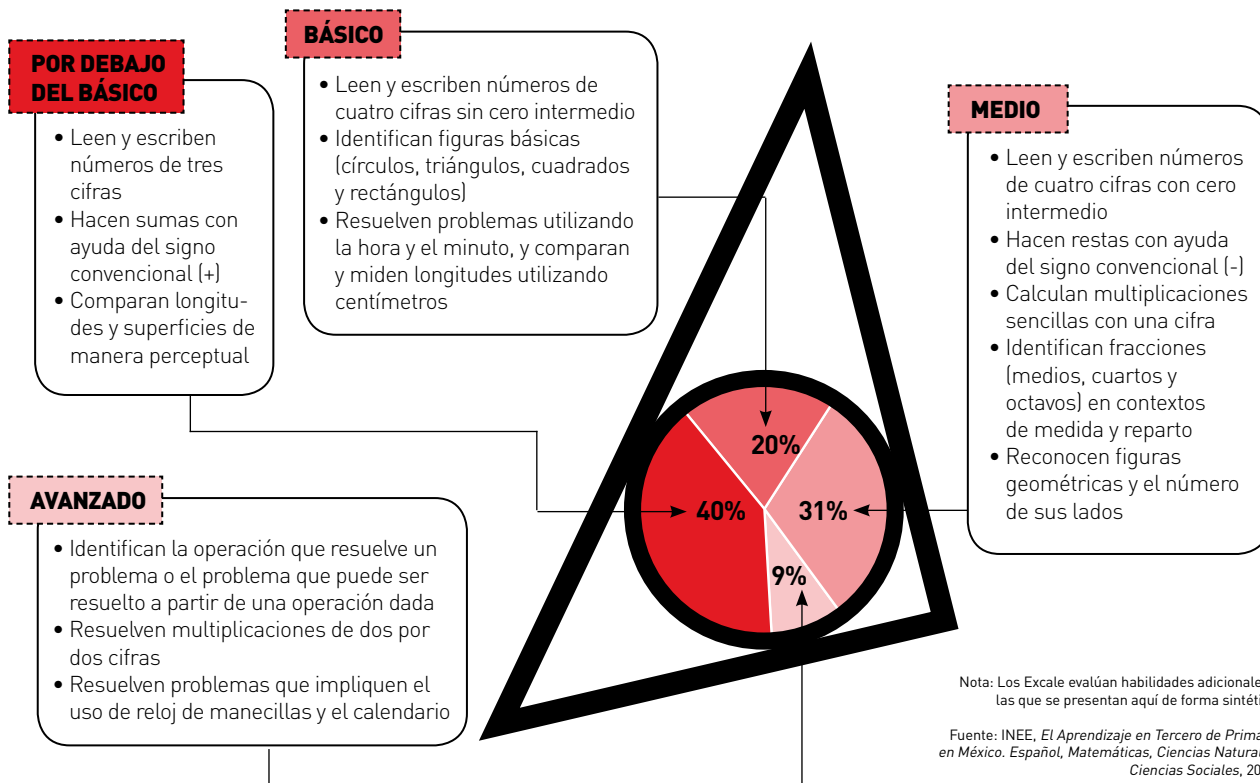 POR DEBAJO
DEL BÁSICO
• Leen y escriben
números de tres
cifras
• Hacen sumas con
ayuda del signo
convencional (+)
• Comparan longitu-
des y superficies de
manera perceptual
BÁSICO
• Leen y escriben números de
cuatro cifras sin cero intermedio
• Identifican figuras básicas
(círculos, triángulos, cuadrados
y rectángulos)
• Resuelven problemas utilizando
la hora y el minuto, y comparan
y miden longitudes utilizando
centímetros
MEDIO
• Leen y escriben números
de cuatro cifras con cero
intermedio
• Hacen restas con ayuda
del signo convencional (-)
• Calculan multiplicaciones
sencillas con una cifra
• Identifican fracciones
(medios, cuartos y
octavos) en contextos
de medida y reparto
• Reconocen figuras
geométricas y el número
de sus lados
20%
40%
31%
9%
AVANZADO
• Identifican la operación que resuelve un
problema o el problema que puede ser
resuelto a partir de una operación dada
• Resuelven multiplicaciones de dos por
dos cifras
• Resuelven problemas que impliquen el
uso de reloj de manecillas y el calendario
Nota: Los Excale evalúan habilidades
las que se presentan aquí de forma
Fuente: INEE, El Aprendizaje en Tercero de
en México. Español, Matemáticas, Ciencias
Ciencias Sociales,